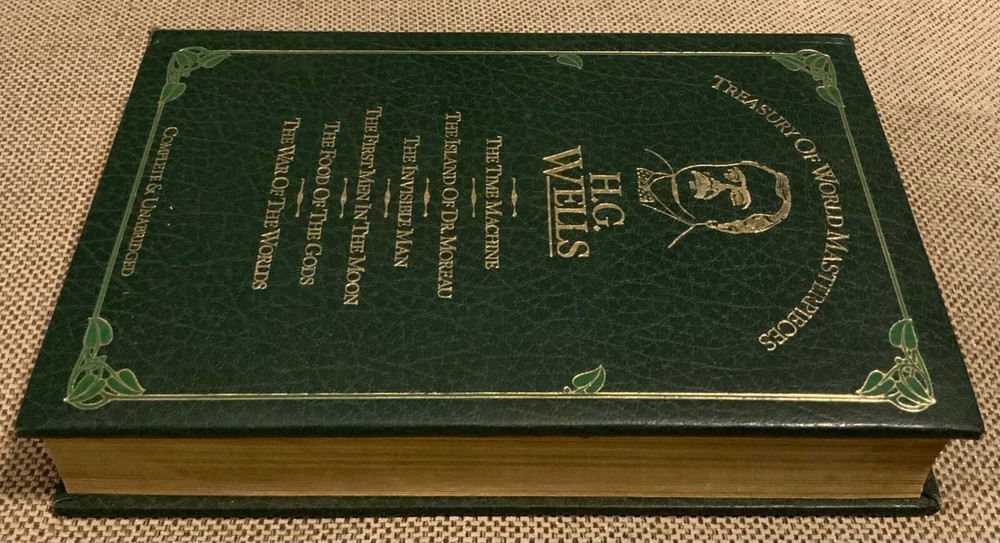 TREASURY OF WORLD MASTERPIECES
H.G.
WELLS
THE TIME MACHINE
THE ISLAND OF DR. MOREAU
THE INVISIBLE MAN
THE FIRST MEN IN THE MOON
THE FOOD OF THE GODS
THE WAR OF THE WORLDS
COMPLETE & UNABRIDGED